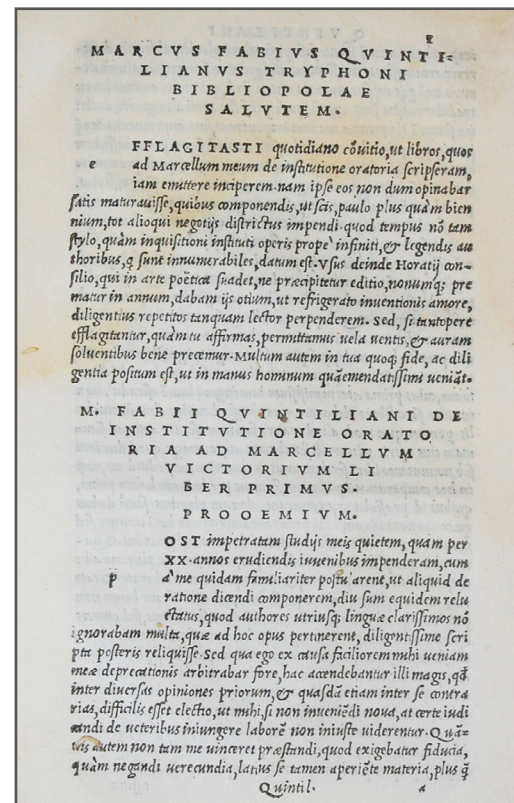 MARCVS FABIVS QVINTI=
LIANVS TRYPHONI
BIBLIOPOLAE
SALVTEM.
EFFLAGITASTI quotidiano cõuitio, ut libros, quos
e ad Marcellum meum de institutione oratoria scripseram,
iam emittere inciperem. nam ipse eos non dum opinabar
satis maturauisse, quibus componendis, ut scis, paulo plus quàm bien
nium, tot alioqui negotijs districtus impendi. quod tempus nõ tam
stylo, quàm inquisitioni instituti operis prope infiniti, & legendis au
thoribus, q̃ sunt innumerabiles, datum est. Vsus deinde Horatij con-
silio, qui in arte poëtica suadet, ne præcipitetur editio, nonumq; pre
matur in annum, dabam ijs otium, ut refrigerato inuentionis amore,
diligentius repetitos tanquam lector perpenderem. Sed, si tantopere
efflagitantur, quàm tu affirmas, permittamus uela uentis, & auram
soluentibus bene precemur. Multum autem in tua quoq; fide, ac dili
gentia positum est, ut in manus hominum quàemendatissimi ueniãt.
M. FABII QVINTILIANI DE
INSTITVTIONE ORATO
RIA AD MARCELLVM
VICTORIVM LI
BER PRIMVS.
PROOEMIVM.
OST impetratam studijs meis quietem, quam per
XX. annos erudiendis iuuenibus impenderam, cum
p à me quidam familiariter postu arent, ut aliquid de
ratione dicendi componerem, diu sum equidem relu
ctatus, quod authores utriusq; linguæ clarissimos nõ
ignorabam multa, quæ ad hoc opus pertinerent, diligentissime scri
pta posteris reliquisse. Sed qua ego ex causa faciliorem mihi ueniam
meæ deprecationis arbitrabar fore, hac accendebantur illi magis, qd̃
inter diuersas opiniones priorum, & quasdã etiam inter se contra
rias, difficilis esset electio, ut mihi, si non inueniẽdi noua, at certe iudi
candi de ueteribus iniungere laborẽ non iniuste uiderentur. Quã-
uis autem non tam me uinceret præstandi, quod exigebatur fiducia,
quàm negandi uerecundia, latius se tamen aperiẽte materia, plus q̃
Quintil. a